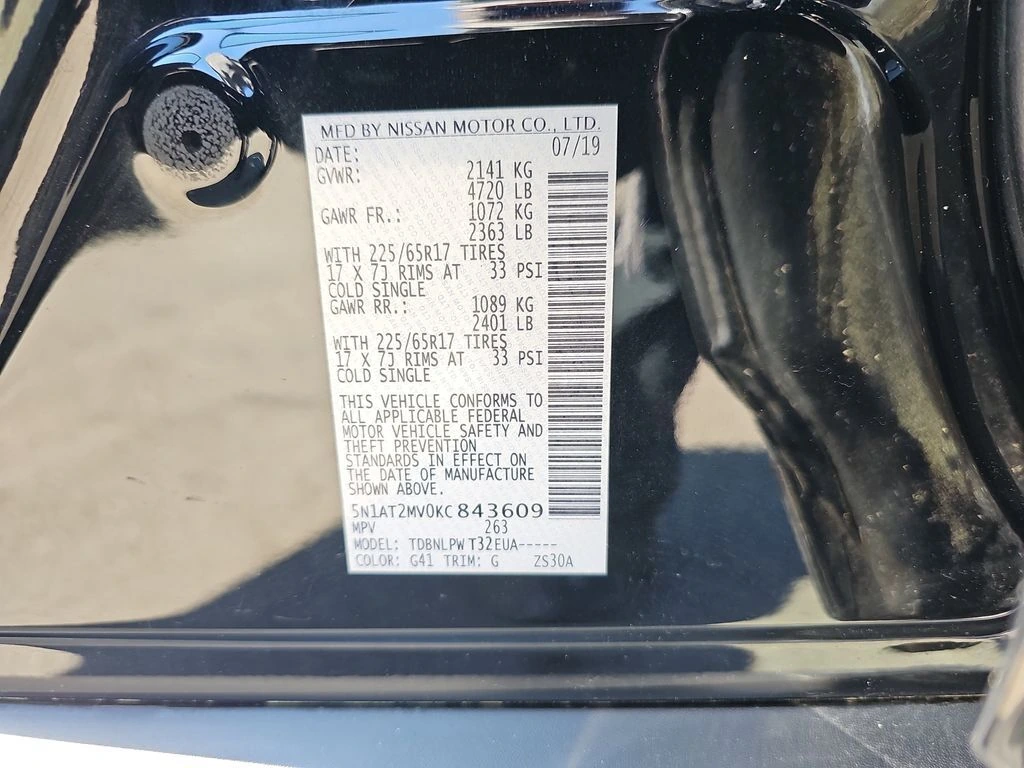 MFD BY NISSAN MOTOR CO., LTD.
DATE: 07/19
GVWR: 2141 KG
4720 LB
GAWR FR.: 1072 KG
2363 LB
WITH 225/65R17 TIRES
17 X 7J RIMS AT 33 PSI
COLD SINGLE
GAWR RR.: 1089 KG
2401 LB
WITH 225/65R17 TIRES
17 X 7J RIMS AT 33 PSI
COLD SINGLE
THIS VEHICLE CONFORMS TO
ALL APPLICABLE FEDERAL
MOTOR VEHICLE SAFETY AND
THEFT PREVENTION
STANDARDS IN EFFECT ON
THE DATE OF MANUFACTURE
SHOWN ABOVE.
5N1AT2MV0KC843609
MPV 263
MODEL: TDBNLPW T32EUA-----
COLOR: G41 TRIM: G ZS30A